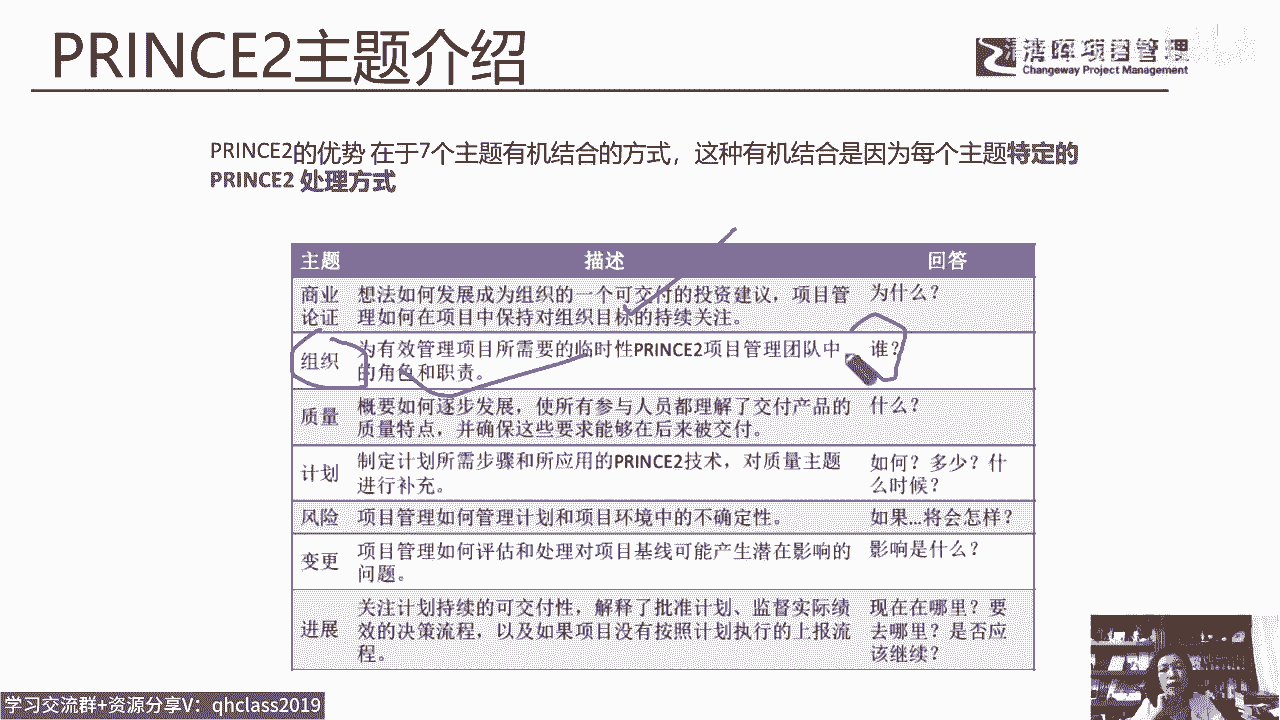 PRINCE2主题介绍
清晖项目管理
Changeway Project Management
PRINCE2的优势 在于7个主题有机结合的方式，这种有机结合是因为每个主题特定的
PRINCE2 处理方式
主题 描述 回答
商业论证 想法如何发展成为组织的一个可交付的投资建议，项目管 为什么？
理如何在项目中保持对组织目标的持续关注。
组织 为有效管理项目所需要的临时性PRINCE2项目管理团队中 谁？
的角色和职责。
质量 概要如何逐步发展，使所有参与人员都理解了交付产品的 什么？
质量特点，并确保这些要求能够在后来被交付。
计划 制定计划所需步骤和所应用的PRINCE2技术，对质量主题 如何？多少？什
进行补充。 么时候？
风险 项目管理如何管理计划和项目环境中的不确定性。 如果...将会怎样？
变更 项目管理如何评估和处理对项目基线可能产生潜在影响的 影响是什么？
问题。
进展 关注计划持续的可交付性，解释了批准计划、监督实际绩 现在在哪里？要
效的决策流程，以及如果项目没有按照计划执行的上报流 去哪里？是否应
程。 该继续？
学习交流群+资源分享V：qhclass2019